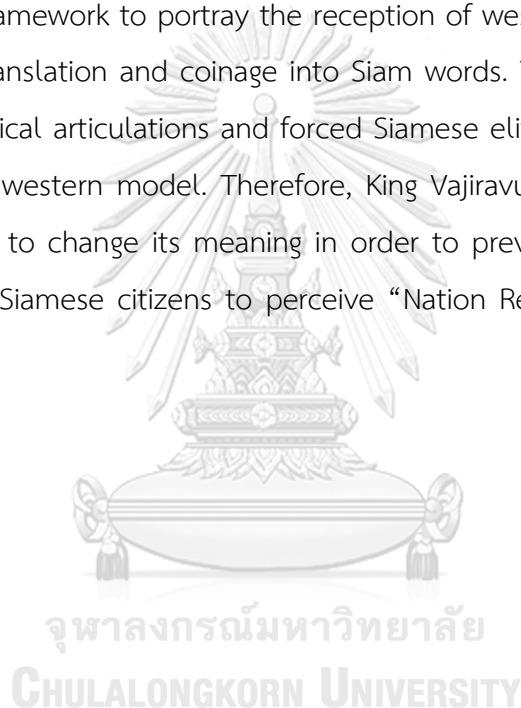 amework to portray the reception of wes
anslation and coinage into Siam words. T
ical articulations and forced Siamese eli
western model. Therefore, King Vajiravu
to change its meaning in order to prev
Siamese citizens to perceive “Nation Re
จุฬาลงกรณ์มหาวิทยาลัย
CHULALONGKORN UNIVERSITY